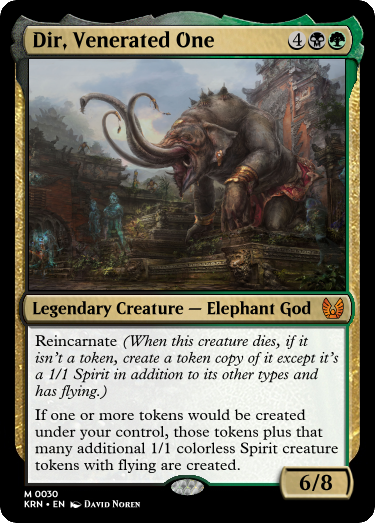 Dir, Venerated One 4
Legendary Creature — Elephant God
Reincarnate (When this creature dies, if it
isn't a token, create a token copy of it except it's
a 1/1 Spirit in addition to its other types and
has flying.)
If one or more tokens would be created
under your control, those tokens plus that
many additional 1/1 colorless Spirit creature
tokens with flying are created.
6/8
M 0030
KRN • EN David Noren